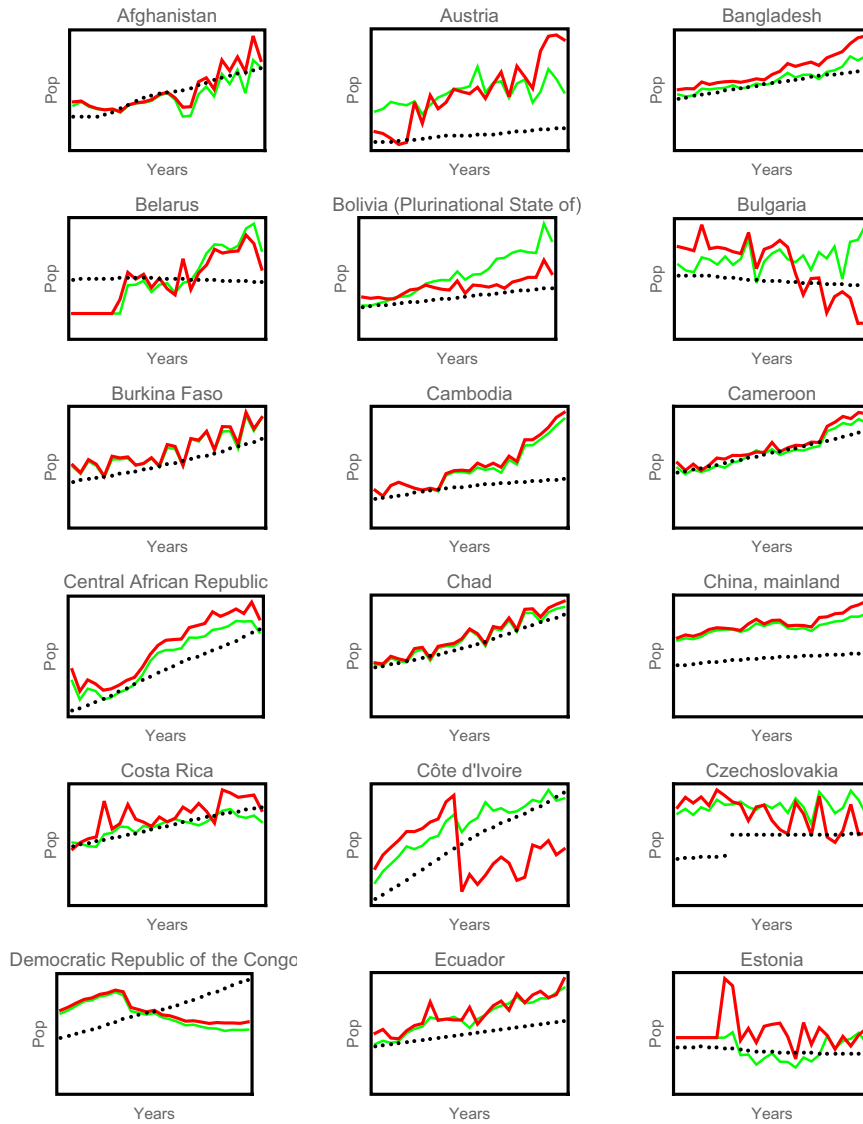 Afghanistan
Austria
Bangladesh
Pop
Pop
Pop
Years
Years
Years
Belarus
Bolivia (Plurinational State of)
Bulgaria
Pop
Pop
Pop
Years
Years
Years
Burkina Faso
Cambodia
Cameroon
Pop
Pop
Pop
Years
Years
Years
Central African Republic
Chad
China, mainland
Pop
Pop
Pop
Years
Years
Years
Costa Rica
Côte d'Ivoire
Czechoslovakia
Pop
Pop
Pop
Years
Years
Years
Democratic Republic of the Congo
Ecuador
Estonia
Pop
Pop
Pop
Years
Years
Years